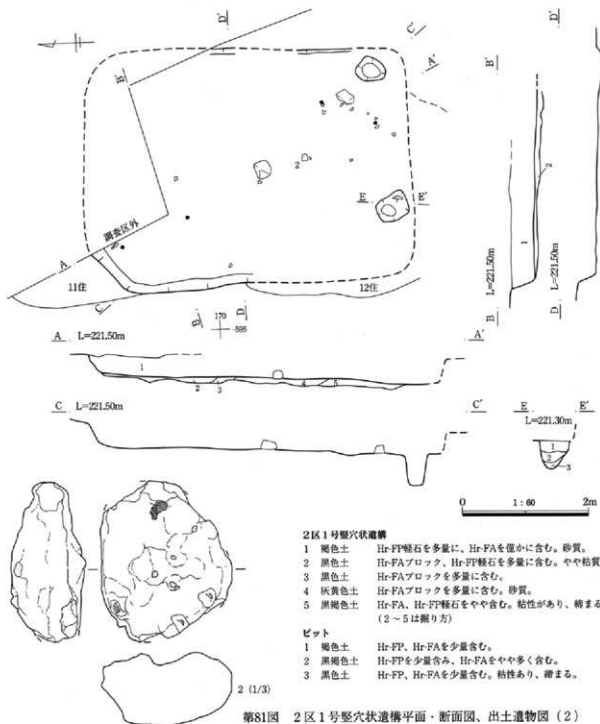 D'
C'
A'
B'
B'
D'
2
E
E'
調査区外
A
11住
12住
C
B
D
179
-595
1
2
L=221.50m
B
L=221.50m
D
A
L=221.50m
A'
1
2
3
4
5
C
L=221.50m
C'
E
E'
L=221.30m
1
2
3
0
1:60
2m
2区1号竪穴状遺構
1 褐色土 Hr-FP軽石を多量に、Hr-FAを僅かに含む。砂質。
2 黒色土 Hr-FAブロック、Hr-FP軽石を多量に含む。やや粘質
3 黒色土 Hr-FAブロックを多量に含む。
4 灰黄色土 Hr-FAブロックを多量に含む。砂質。
5 黒褐色土 Hr-FA、Hr-FP軽石をやや含む。粘性があり、締まる。
(2～5は掘り方)
ピット
1 褐色土 Hr-FP、Hr-FAを少量含む。
2 黒褐色土 Hr-FPを少量含み、Hr-FAをやや多く含む。
3 黒色土 Hr-FP、Hr-FAを少量含む。粘性あり、締まる。
2 (1/3)
第81図 2区1号竪穴状遺構平面・断面図、出土遺物図（2）